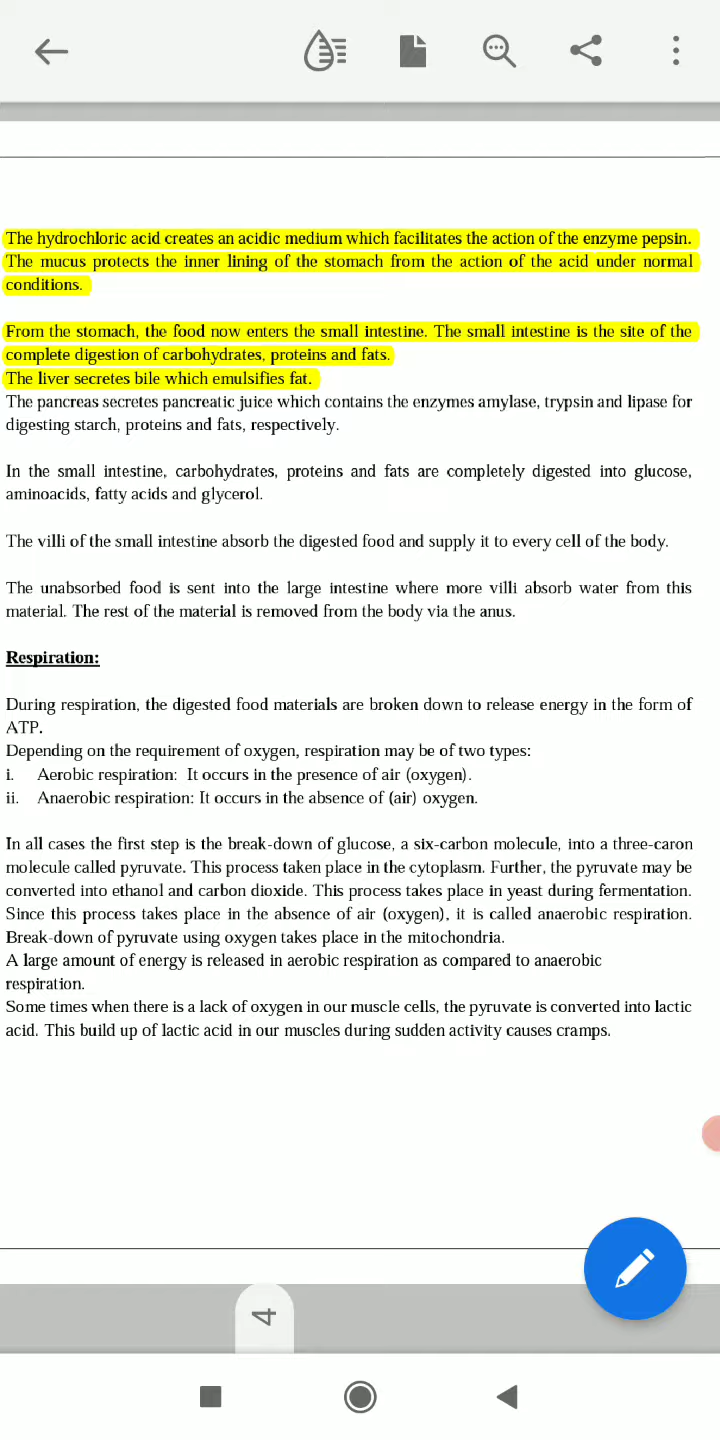 The hydrochloric acid creates an acidic medium which facilitates the action of the enzyme pepsin.
The mucus protects the inner lining of the stomach from the action of the acid under normal
conditions.
From the stomach, the food now enters the small intestine. The small intestine is the site of the
complete digestion of carbohydrates, proteins and fats.
The liver secretes bile which emulsifies fat.
The pancreas secretes pancreatic juice which contains the enzymes amylase, trypsin and lipase for
digesting starch, proteins and fats, respectively.
In the small intestine, carbohydrates, proteins and fats are completely digested into glucose,
aminoacids, fatty acids and glycerol.
The villi of the small intestine absorb the digested food and supply it to every cell of the body.
The unabsorbed food is sent into the large intestine where more villi absorb water from this
material. The rest of the material is removed from the body via the anus.
Respiration:
During respiration, the digested food materials are broken down to release energy in the form of
ATP.
Depending on the requirement of oxygen, respiration may be of two types:
i. Aerobic respiration: It occurs in the presence of air (oxygen).
ii. Anaerobic respiration: It occurs in the absence of (air) oxygen.
In all cases the first step is the break-down of glucose, a six-carbon molecule, into a three-caron
molecule called pyruvate. This process taken place in the cytoplasm. Further, the pyruvate may be
converted into ethanol and carbon dioxide. This process takes place in yeast during fermentation.
Since this process takes place in the absence of air (oxygen), it is called anaerobic respiration.
Break-down of pyruvate using oxygen takes place in the mitochondria.
A large amount of energy is released in aerobic respiration as compared to anaerobic
respiration.
Some times when there is a lack of oxygen in our muscle cells, the pyruvate is converted into lactic
acid. This build up of lactic acid in our muscles during sudden activity causes cramps.
4